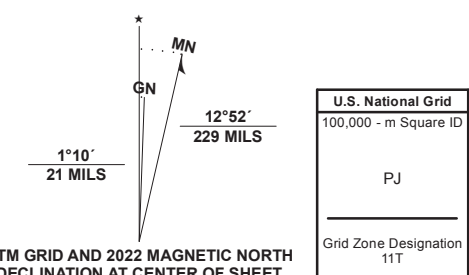 ★
MN
GN
12°52´
229 MILS
1°10´
21 MILS
TM GRID AND 2022 MAGNETIC NORTH
DECLINATION AT CENTER OF SHEET
U.S. National Grid
100,000 - m Square ID
PJ
Grid Zone Designation
11T